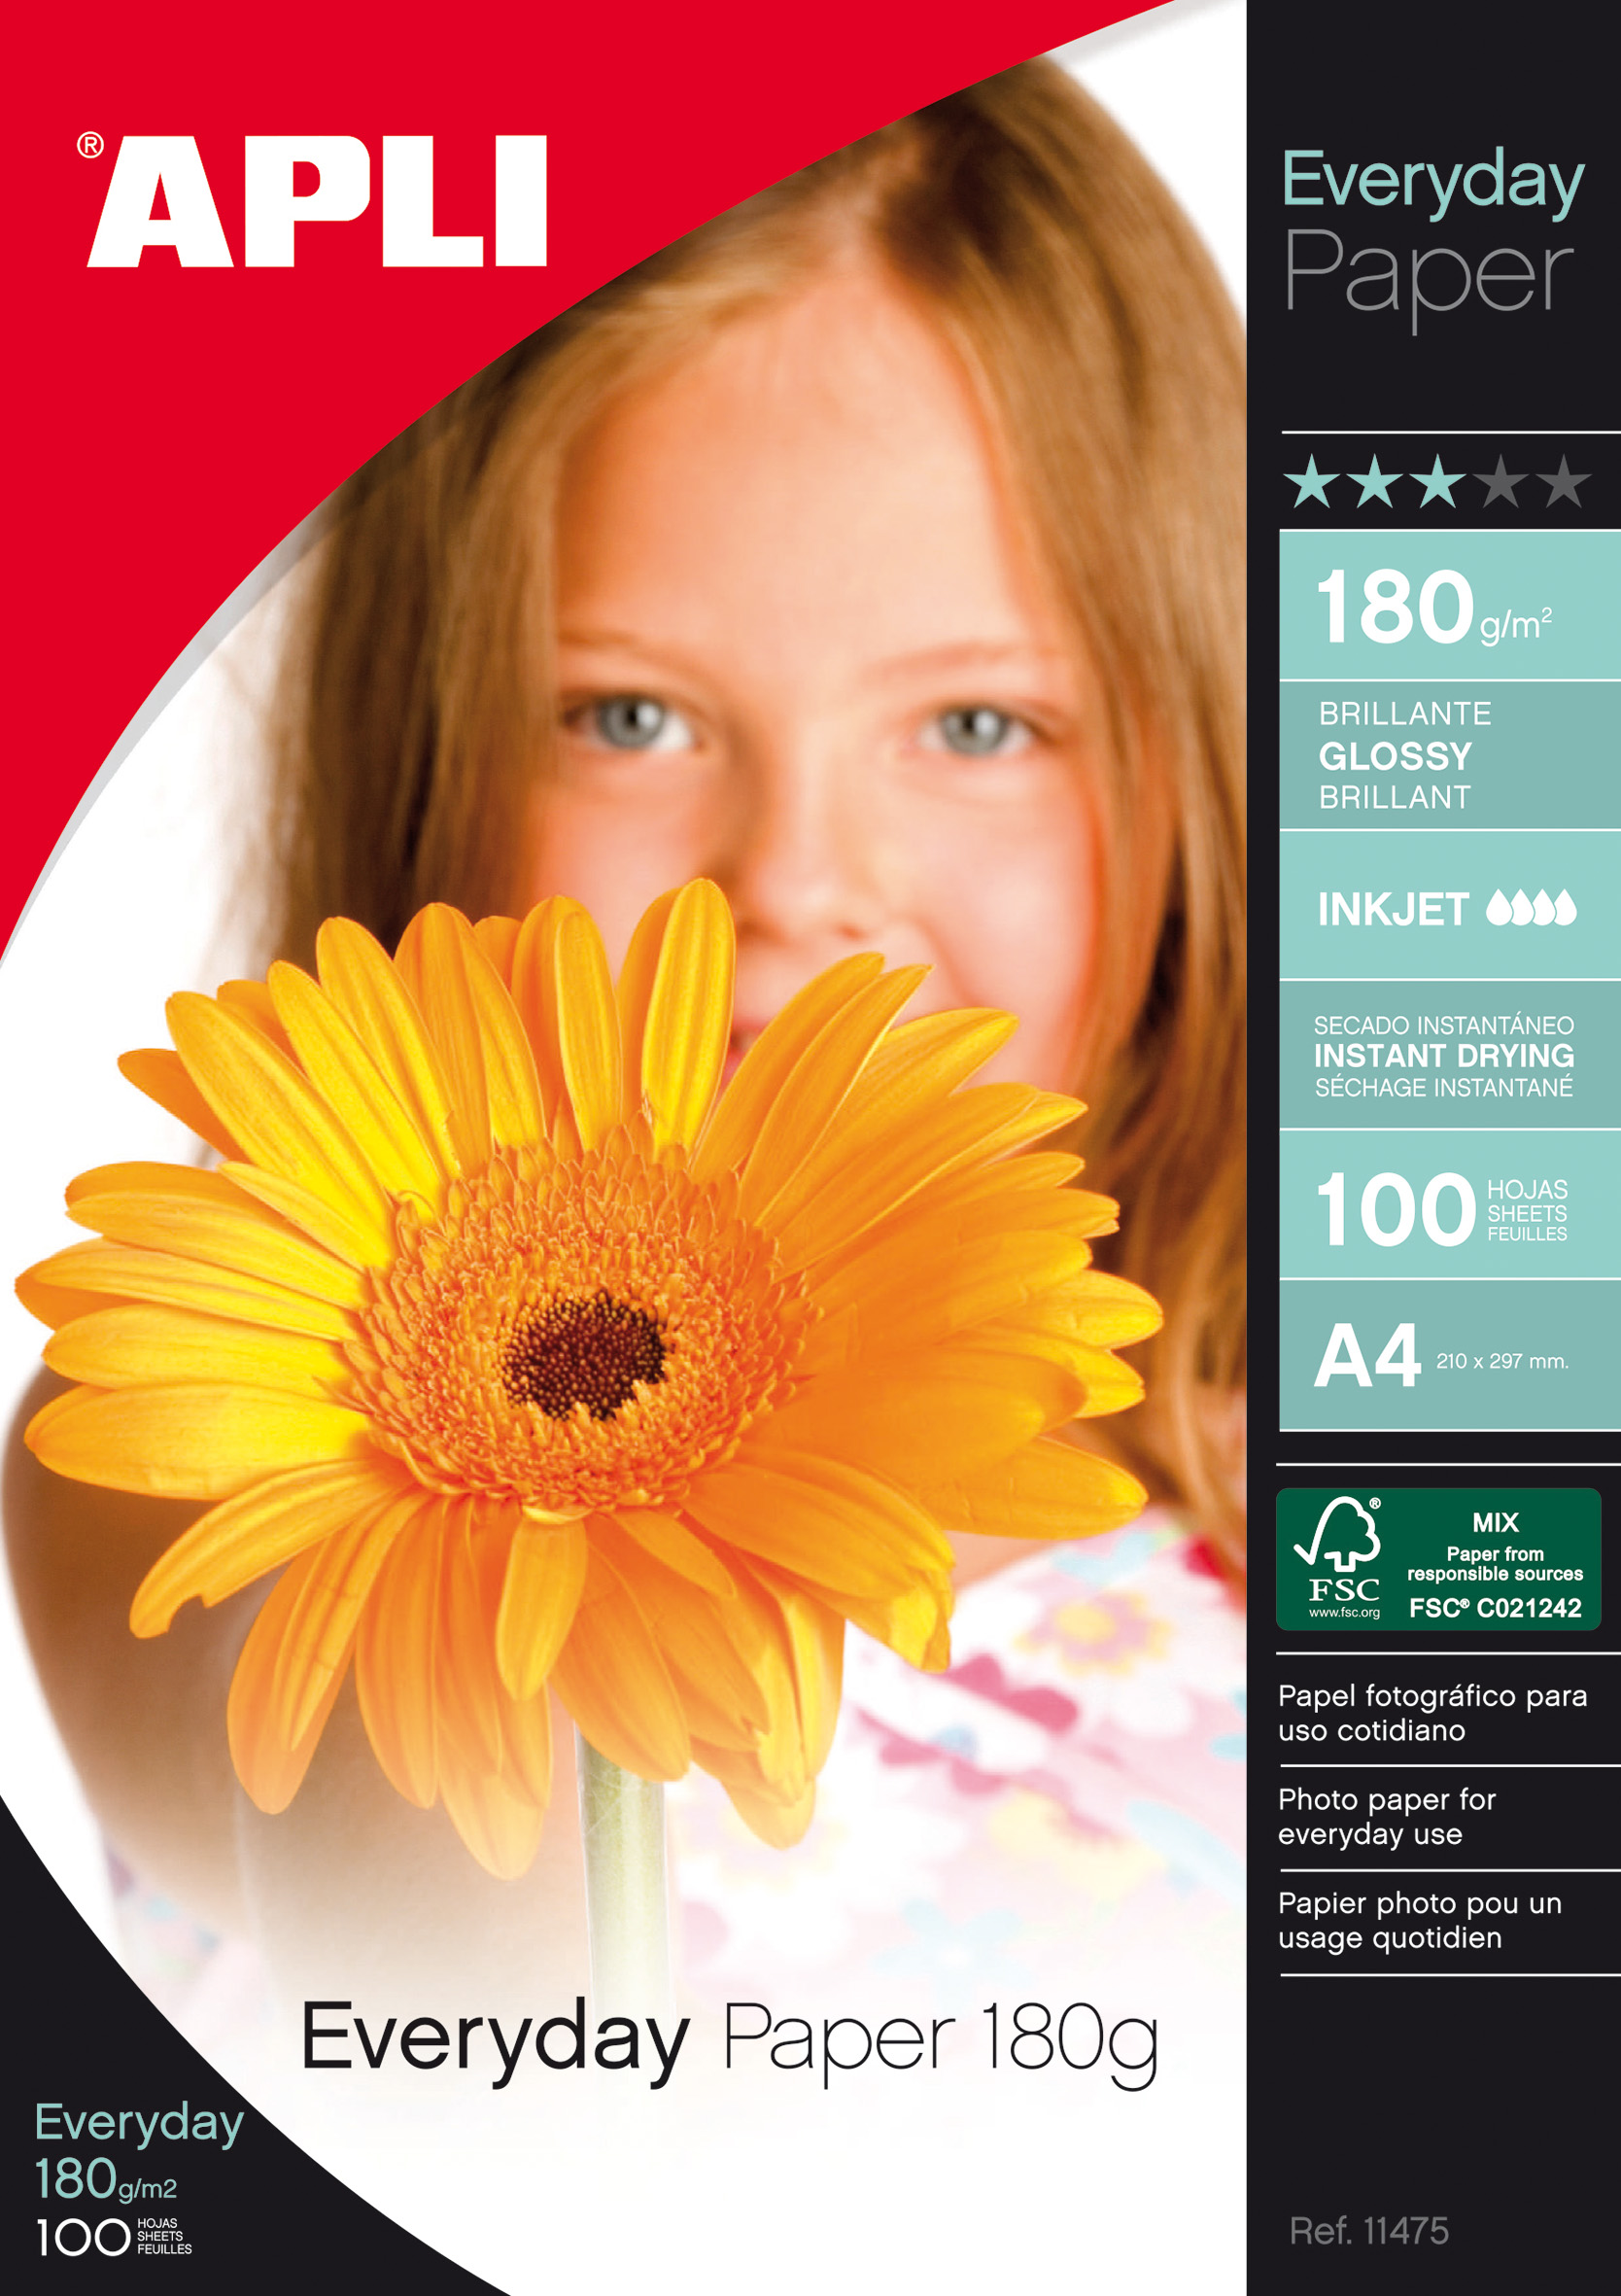 ®APLI
Everyday
Paper
180 g/m²
BRILLANTE
GLOSSY
BRILLANT
INKJET
SECADO INSTANTÁNEO
INSTANT DRYING
SÉCHAGE INSTANTANÉ
100 HOJAS
SHEETS
FEUILLES
A4 210 x 297 mm.
®
FSC
www.fsc.org
MIX
Paper from
responsible sources
FSC® C021242
Papel fotográfico para
uso cotidiano
Photo paper for
everyday use
Papier photo pou un
usage quotidien
Everyday Paper 180g
Everyday
180g/m2
100 HOJAS
SHEETS
FEUILLES
Ref. 11475